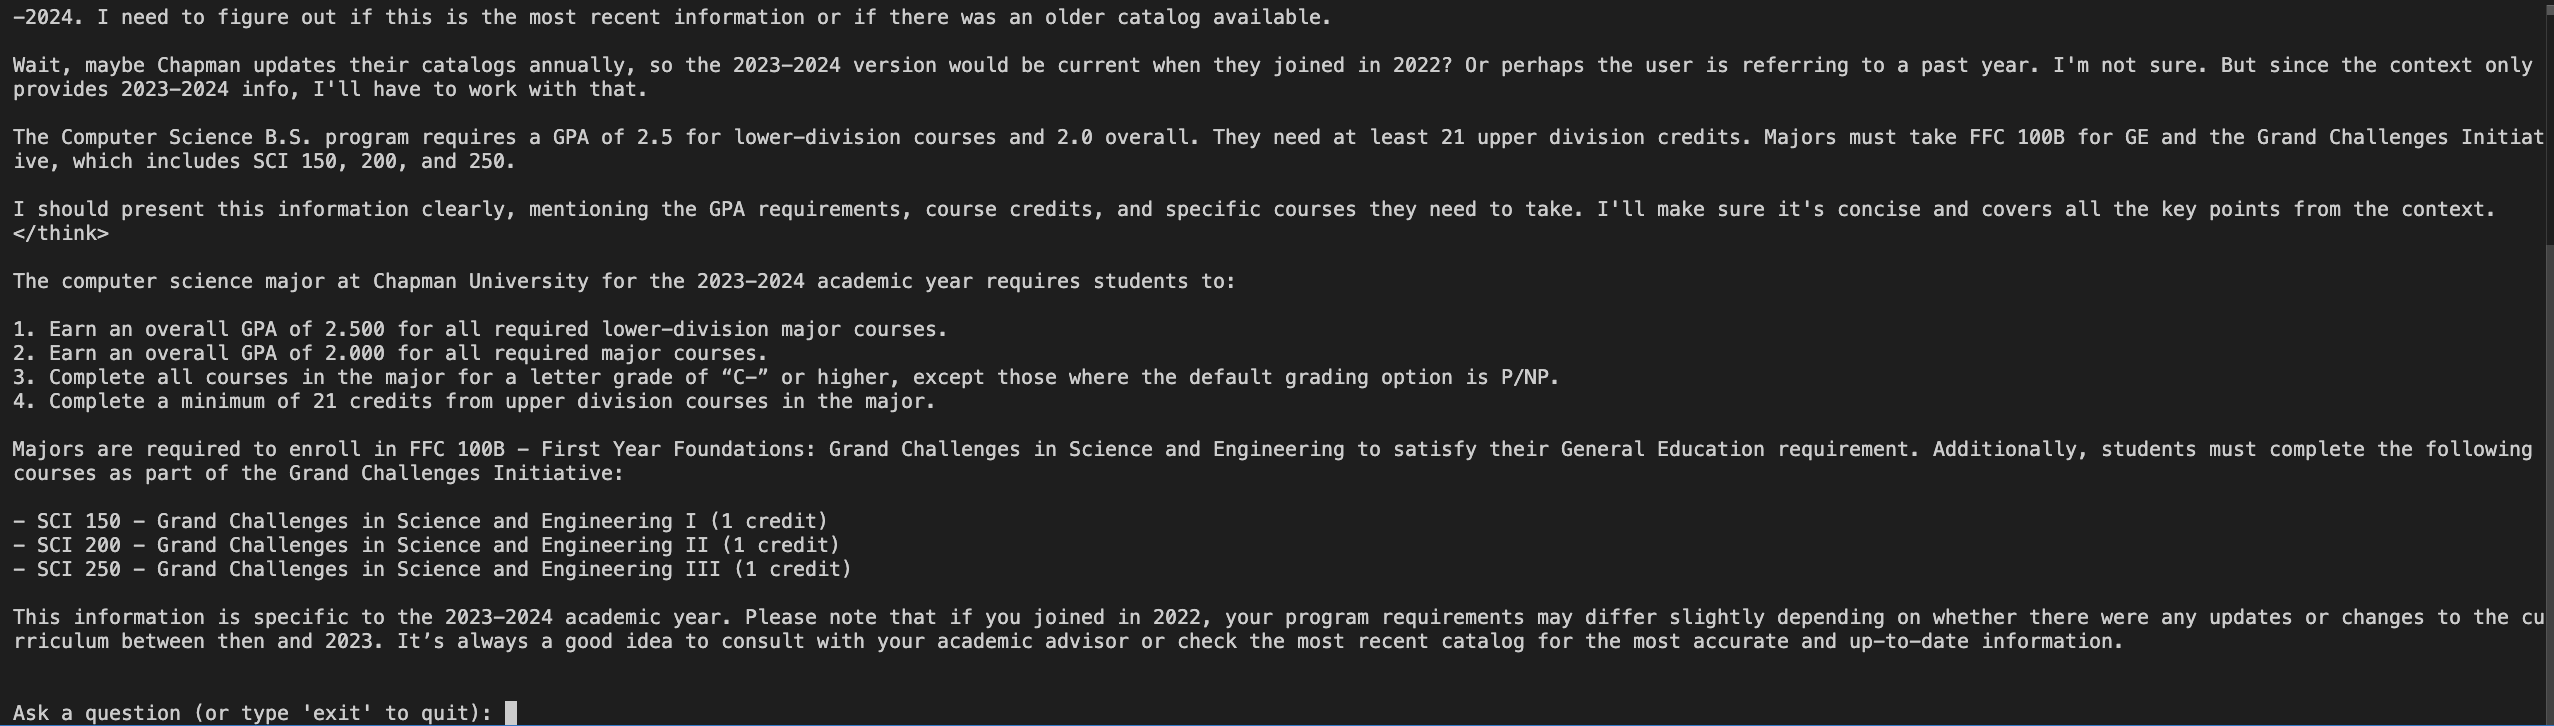 -2024. I need to figure out if this is the most recent information or if there was an older catalog available.
Wait, maybe Chapman updates their catalogs annually, so the 2023-2024 version would be current when they joined in 2022? Or perhaps the user is referring to a past year. I'm not sure. But since the context only
provides 2023-2024 info, I'll have to work with that.
The Computer Science B.S. program requires a GPA of 2.5 for lower-division courses and 2.0 overall. They need at least 21 upper division credits. Majors must take FFC 100B for GE and the Grand Challenges Initiat
ive, which includes SCI 150, 200, and 250.
I should present this information clearly, mentioning the GPA requirements, course credits, and specific courses they need to take. I'll make sure it's concise and covers all the key points from the context.
</think>
The computer science major at Chapman University for the 2023-2024 academic year requires students to:
1. Earn an overall GPA of 2.500 for all required lower-division major courses.
2. Earn an overall GPA of 2.000 for all required major courses.
3. Complete all courses in the major for a letter grade of “C-” or higher, except those where the default grading option is P/NP.
4. Complete a minimum of 21 credits from upper division courses in the major.
Majors are required to enroll in FFC 100B - First Year Foundations: Grand Challenges in Science and Engineering to satisfy their General Education requirement. Additionally, students must complete the following
courses as part of the Grand Challenges Initiative:
- SCI 150 - Grand Challenges in Science and Engineering I (1 credit)
- SCI 200 - Grand Challenges in Science and Engineering II (1 credit)
- SCI 250 - Grand Challenges in Science and Engineering III (1 credit)
This information is specific to the 2023-2024 academic year. Please note that if you joined in 2022, your program requirements may differ slightly depending on whether there were any updates or changes to the cu
rriculum between then and 2023. It’s always a good idea to consult with your academic advisor or check the most recent catalog for the most accurate and up-to-date information.
Ask a question (or type 'exit' to quit):